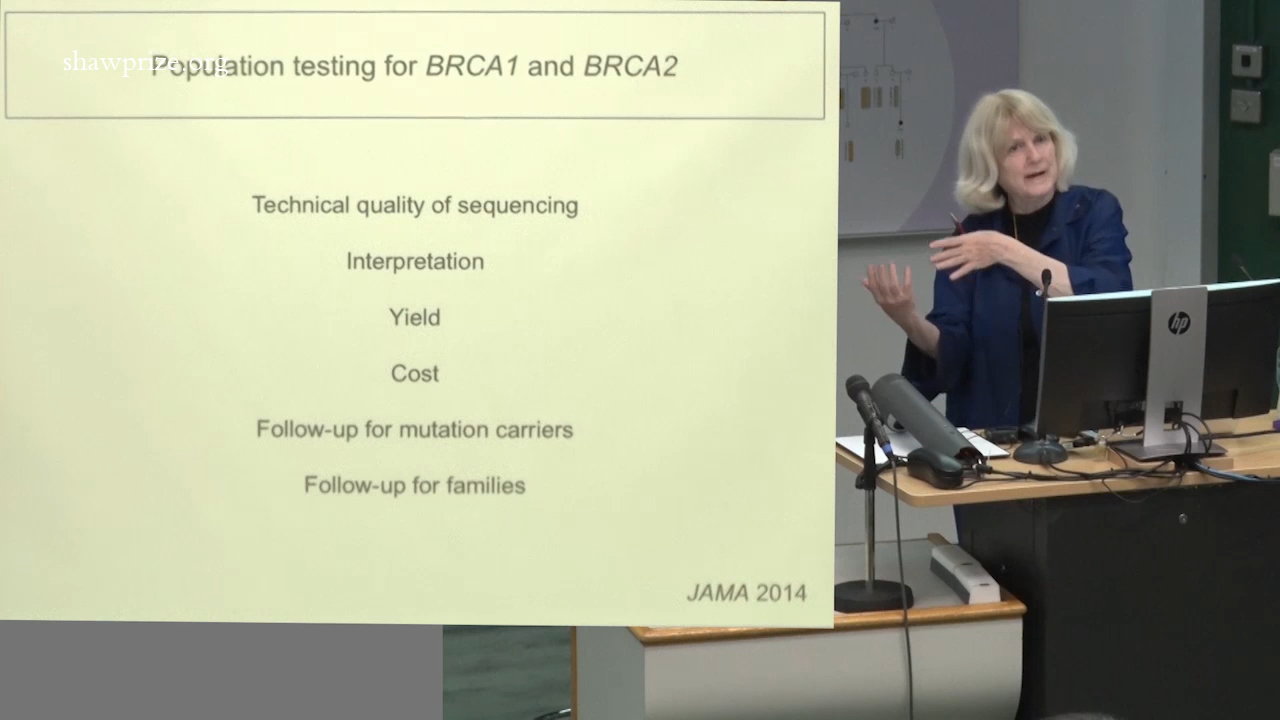 shawprize.org
Population testing for BRCA1 and BRCA2
Technical quality of sequencing
Interpretation
Yield
Cost
Follow-up for mutation carriers
Follow-up for families
JAMA 2014
hp